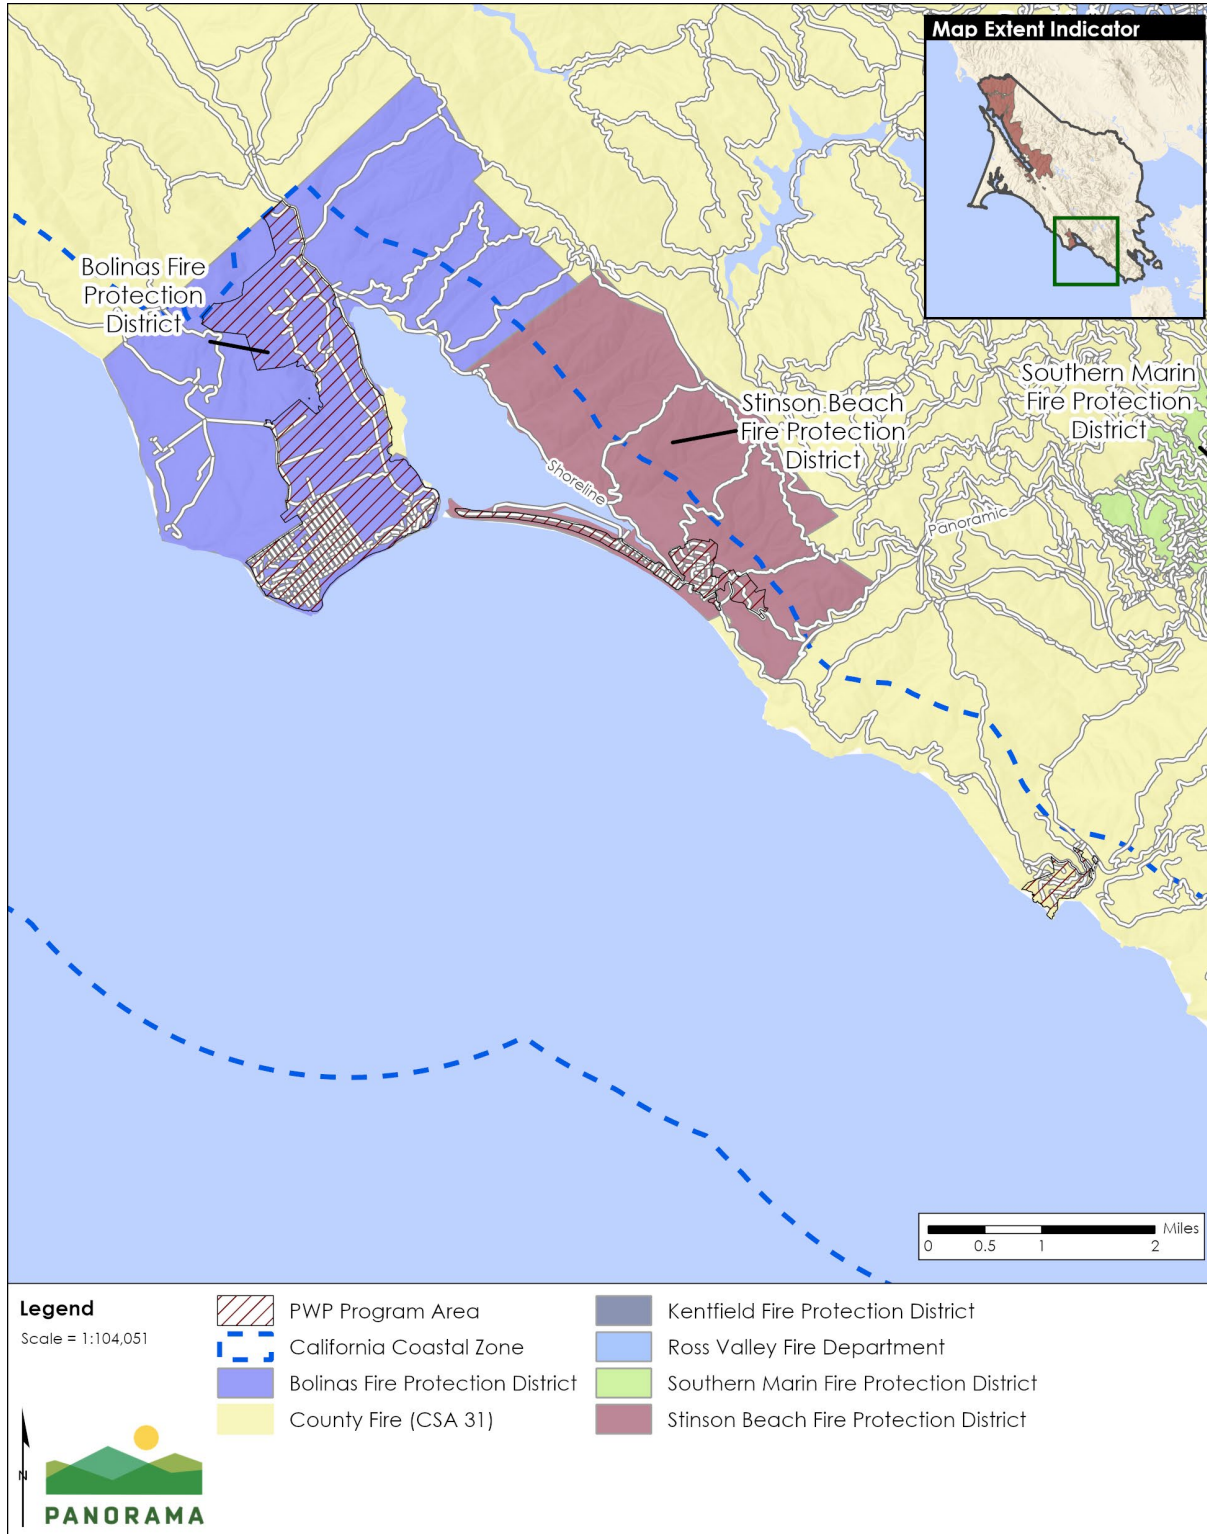 Map Extent Indicator
Bolinas Fire
Protection
District
Stinson Beach
Fire Protection
District
Southern Marin
Fire Protection
District
Shoreline
Panoramic
Miles
0 0.5 1 2
Legend
Scale = 1:104,051
PWP Program Area
California Coastal Zone
Bolinas Fire Protection District
County Fire (CSA 31)
Kentfield Fire Protection District
Ross Valley Fire Department
Southern Marin Fire Protection District
Stinson Beach Fire Protection District
N
PANORAMA